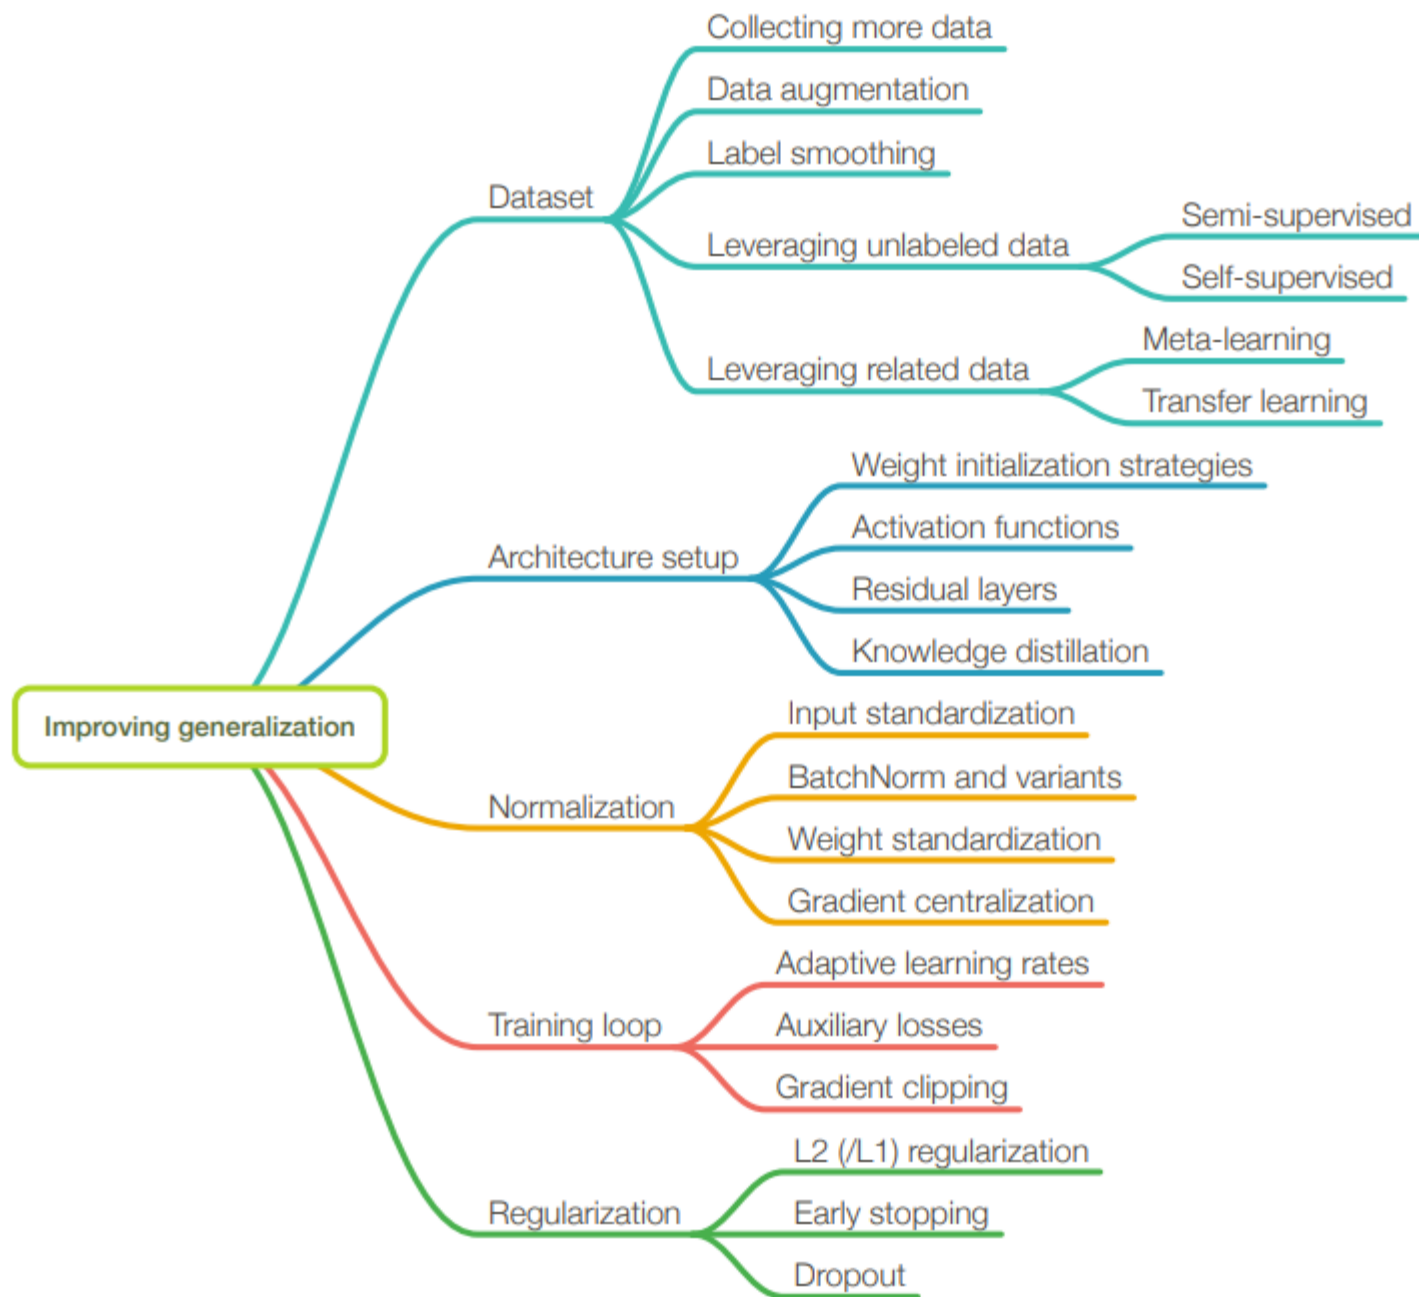 Collecting more data
Data augmentation
Label smoothing
Dataset
Leveraging unlabeled data
Semi-supervised
Self-supervised
Leveraging related data
Meta-learning
Transfer learning
Architecture setup
Weight initialization strategies
Activation functions
Residual layers
Knowledge distillation
Improving generalization
Normalization
Input standardization
BatchNorm and variants
Weight standardization
Gradient centralization
Training loop
Adaptive learning rates
Auxiliary losses
Gradient clipping
Regularization
L2 (/L1) regularization
Early stopping
Dropout